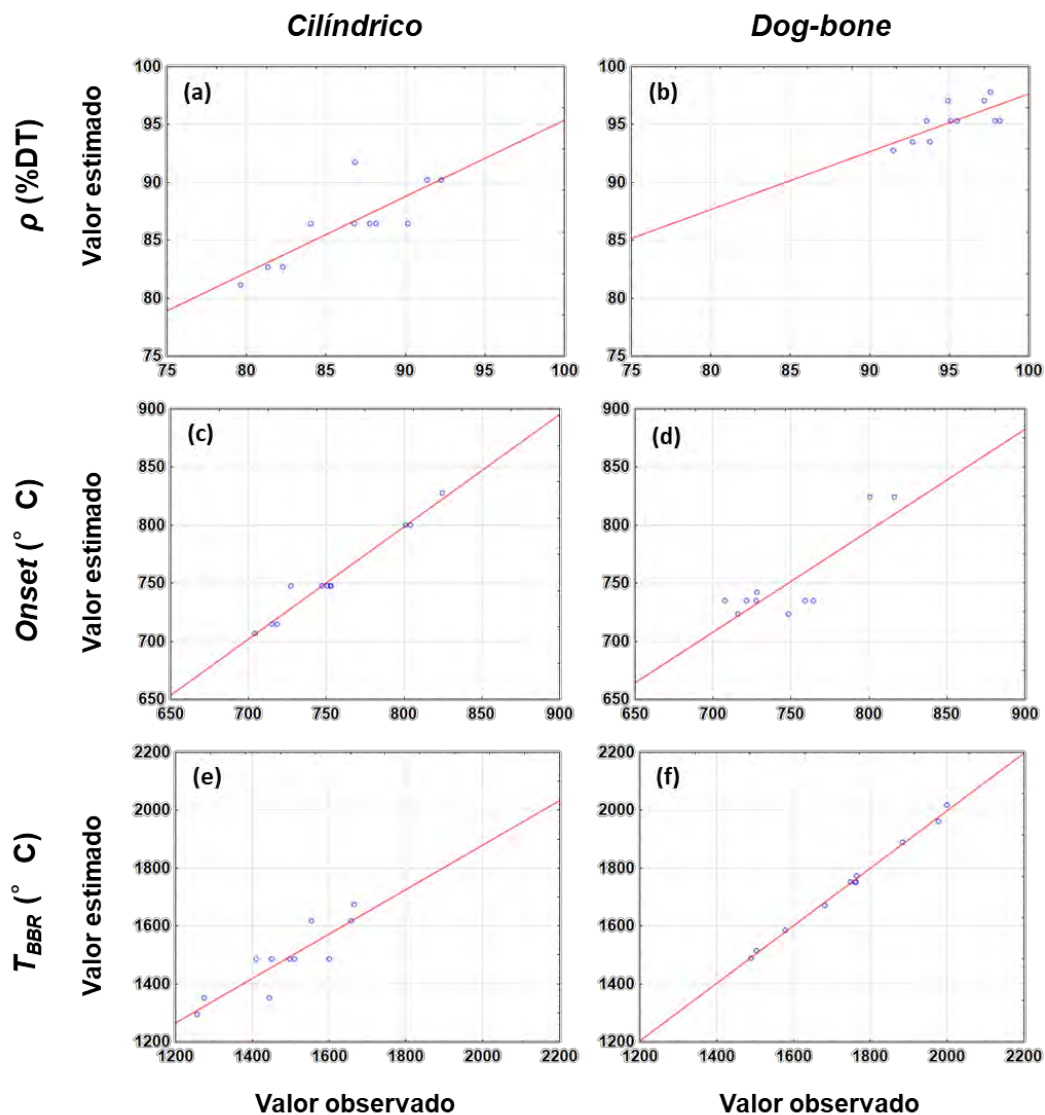 Cilíndrico Dog-bone
ρ (%DT)
Valor estimado
(a)
100
95
90
85
80
75
75 80 85 90 95 100
(b)
100
95
90
85
80
75
75 80 85 90 95 100
Onset (° C)
Valor estimado
(c)
900
850
800
750
700
650
650 700 750 800 850 900
(d)
900
850
800
750
700
650
650 700 750 800 850 900
T_BBR (° C)
Valor estimado
(e)
2200
2000
1800
1600
1400
1200
1200 1400 1600 1800 2000 2200
(f)
2200
2000
1800
1600
1400
1200
1200 1400 1600 1800 2000 2200
Valor observado Valor observado